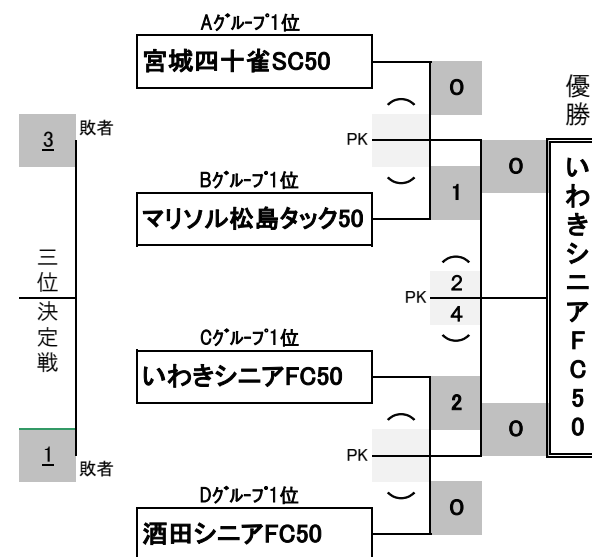 Aグループ1位
宮城四十雀SC50
0
優勝
3
敗者
PK
( )
Bグループ1位
マリソル松島タック50
1
0
いわきシニアFC50
三位決定戦
PK
(
2
4
)
Cグループ1位
いわきシニアFC50
2
0
1
敗者
PK
( )
Dグループ1位
酒田シニアFC50
0